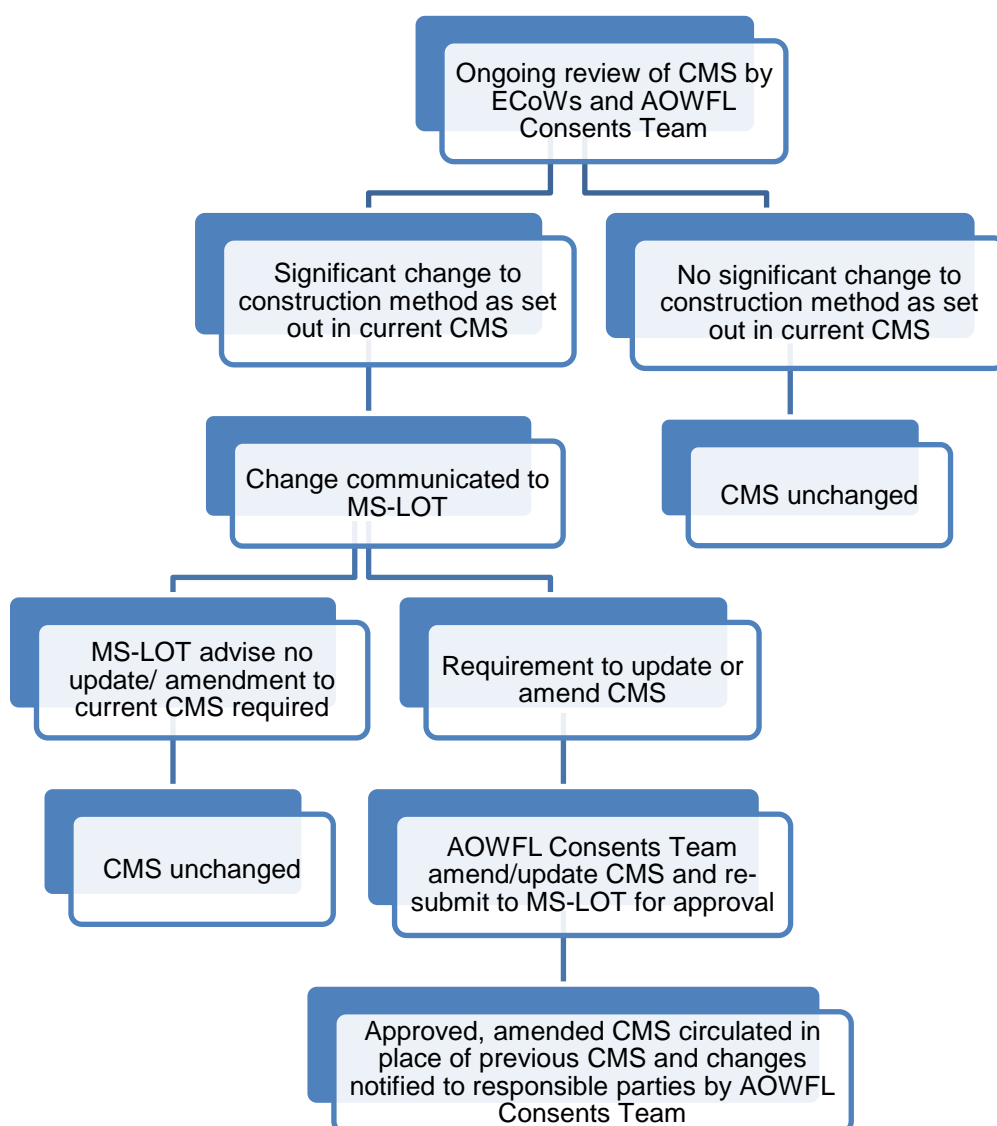 Ongoing review of CMS by
ECoWs and AOWFL
Consents Team
Significant change to
construction method as set
out in current CMS
No significant change to
construction method as set
out in current CMS
Change communicated to
MS-LOT
CMS unchanged
MS-LOT advise no
update/ amendment to
current CMS required
Requirement to update or
amend CMS
CMS unchanged
AOWFL Consents Team
amend/update CMS and re-
submit to MS-LOT for approval
Approved, amended CMS circulated in
place of previous CMS and changes
notified to responsible parties by AOWFL
Consents Team